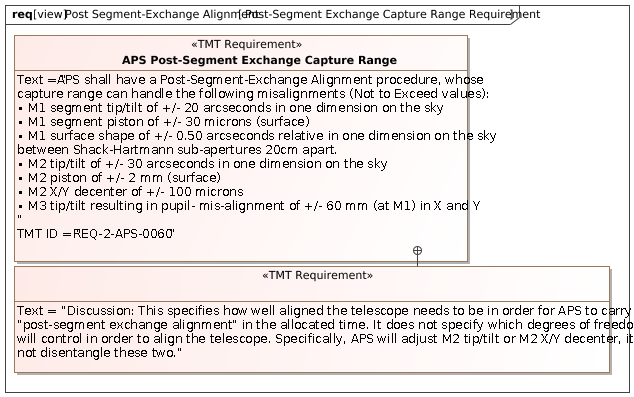 req [view] Post Segment-Exchange Alignment [Post-Segment Exchange Capture Range Requirement]
«TMT Requirement»
APS Post-Segment Exchange Capture Range
Text = "APS shall have a Post-Segment-Exchange Alignment procedure, whose
capture range can handle the following misalignments (Not to Exceed values):
• M1 segment tip/tilt of +/- 20 arcseconds in one dimension on the sky
• M1 segment piston of +/- 30 microns (surface)
• M1 surface shape of +/- 0.50 arcseconds relative in one dimension on the sky
between Shack-Hartmann sub-apertures 20cm apart.
• M2 tip/tilt of +/- 30 arcseconds in one dimension on the sky
• M2 piston of +/- 2 mm (surface)
• M2 X/Y decenter of +/- 100 microns
• M3 tip/tilt resulting in pupil- mis-alignment of +/- 60 mm (at M1) in X and Y
"
TMT ID = "REQ-2-APS-0060"
«TMT Requirement»
Text = "Discussion: This specifies how well aligned the telescope needs to be in order for APS to carry
"post-segment exchange alignment" in the allocated time. It does not specify which degrees of freedo
will control in order to align the telescope. Specifically, APS will adjust M2 tip/tilt or M2 X/Y decenter, it
not disentangle these two."